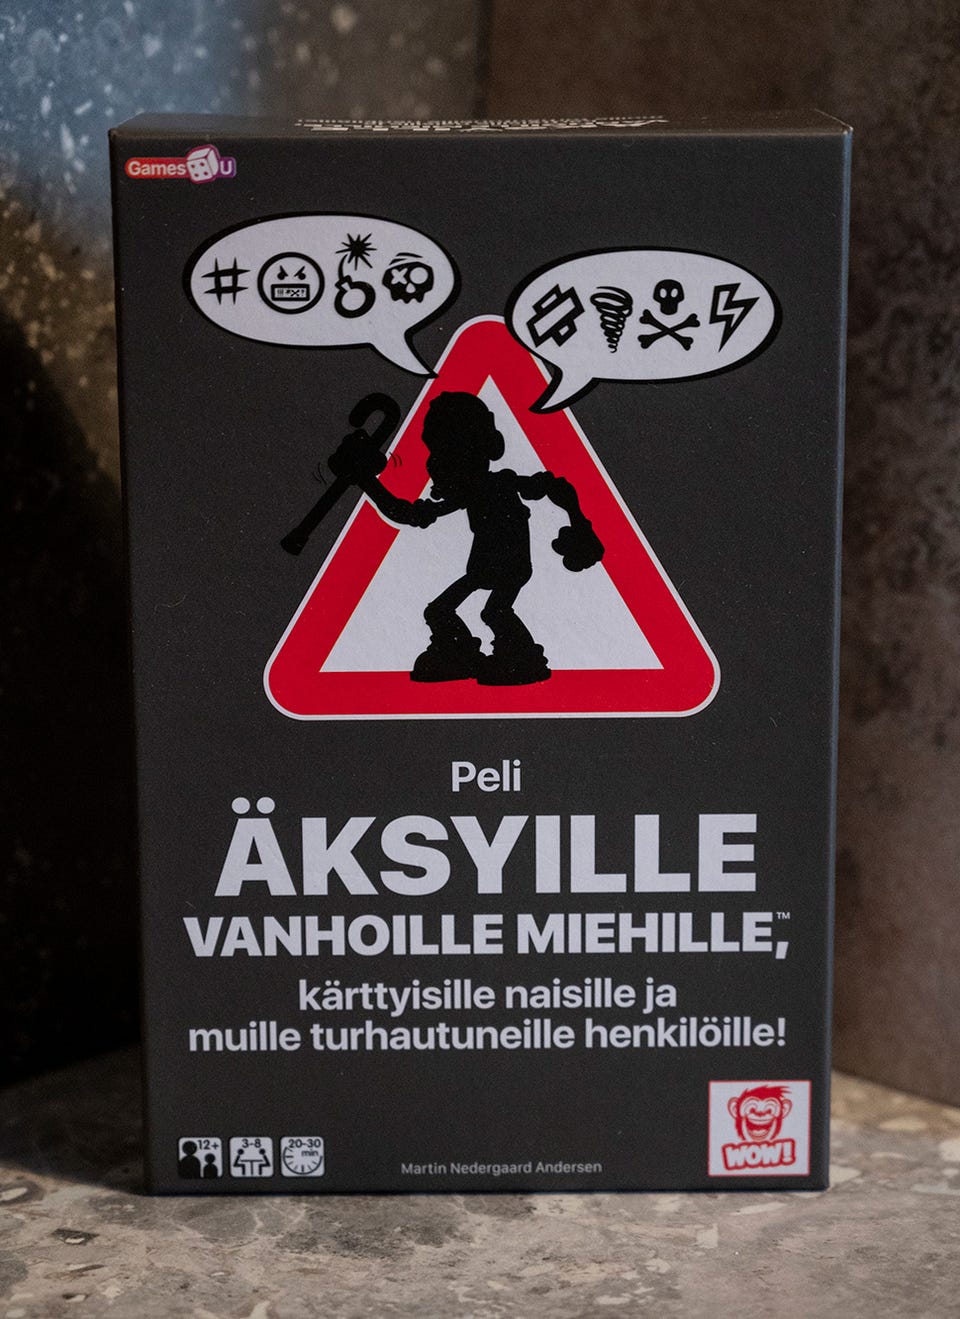 Games U
Peli
ÄKSYILLE
VANHOILLE MIEHILLE,™
kärttyisille naisille ja
muille turhautuneille henkilöille!
12+
3-8
20-30
min
Martin Nedergaard Andersen
WOW!